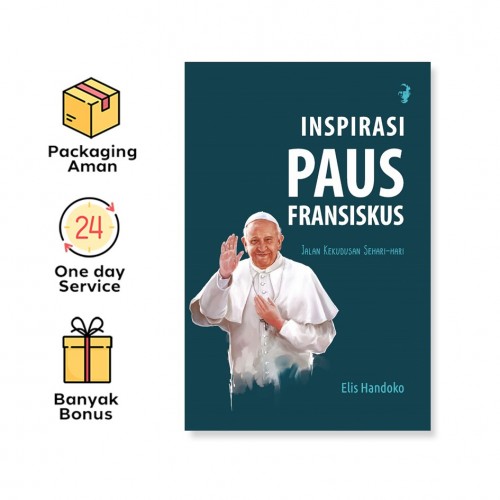 Packaging
Aman
24
One day
Service
Banyak
Bonus
INSPIRASI
PAUS
FRANSISKUS
Jalan Kekudusan Sehari-hari
Elis Handoko